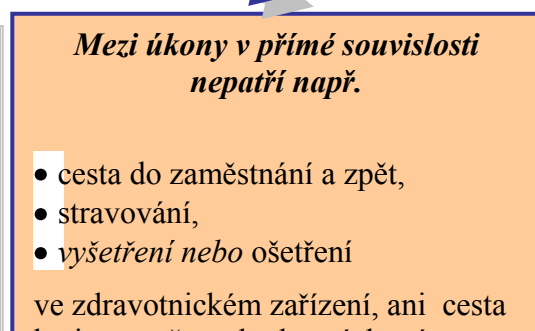 Mezi úkony v přímé souvislosti
nepatří např.
• cesta do zaměstnání a zpět,
• stravování,
• vyšetření nebo ošetření
ve zdravotnickém zařízení, ani cesta